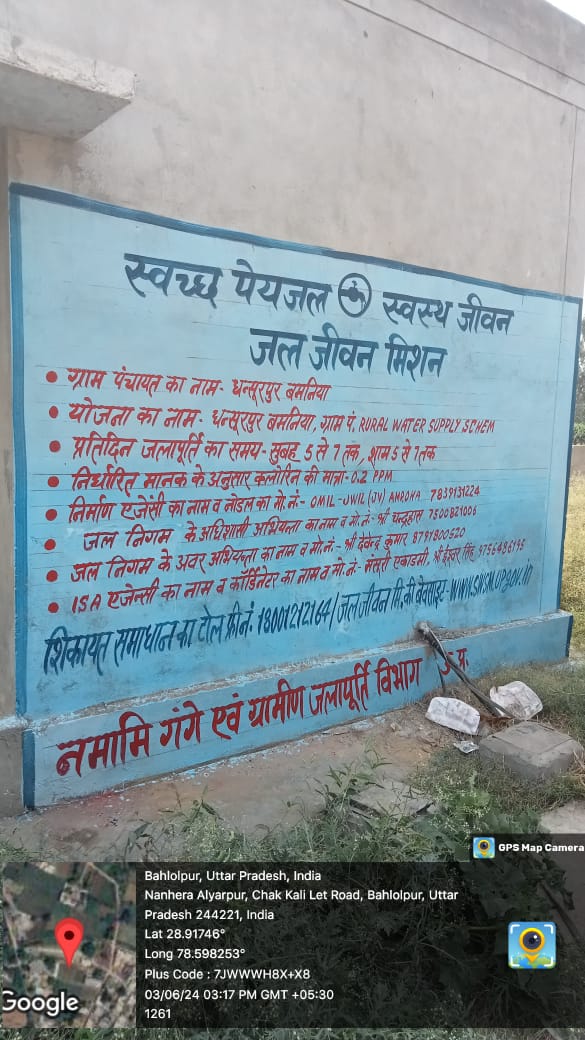 स्वच्छ पेयजल स्वस्थ जीवन
जल जीवन मिशन
• ग्राम पंचायत का नाम- धन्सूरपुर बमनिया
• योजना का नाम- धन्सूरपुर बमनिया, ग्राम पं. RURAL WATER SUPPLY SCHEM
• प्रतिदिन जलापूर्ति का समय- सुबह 5 से 7 तक, शाम 5 से 7 तक
• निर्धारित मानक के अनुसार क्लोरिन की मात्रा- 0.2 PPM
• निर्माण एजेंसी का नाम व नोडल का मो.नं.- OMIL-JWIL (JV) AMROHA 7839131224
• जल निगम के अधिशासी अभियन्ता का नाम व मो.नं- श्री चन्द्रहास 7500821006
• जल निगम के अवर अभियन्ता का नाम व मो.नं.- श्री देवेन्द्र कुमार 8791800520
• ISA एजेन्सी का नाम व कॉर्डिनेटर का नाम व मो.नं- मंसूरी एकाडमी, श्री ईश्वर सिंह 9756486195
शिकायत समाधान का टोल फ्री नं. 18001212164/ जल जीवन मि. की वैबसाइट- WWW.SWSM.UP.GOV.IN
नमामि गंगे एवं ग्रामीण जलापूर्ति विभाग उ.प्र.
GPS Map Camera
Bahlolpur, Uttar Pradesh, India
Nanhera Alyarpur, Chak Kali Let Road, Bahlolpur, Uttar
Pradesh 244221, India
Lat 28.91746°
Long 78.598253°
Plus Code : 7JWWWH8X+X8
03/06/24 03:17 PM GMT +05:30
1261
Google